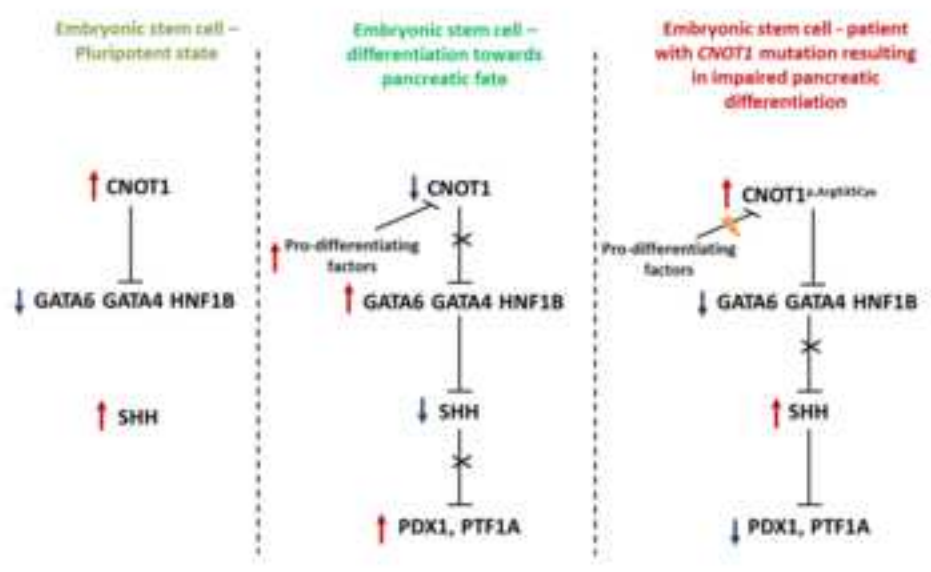 Embryonic stem cell –
Pluripotent state
CNOT1
GATA6 GATA4 HNF1B
SHH
Embryonic stem cell –
differentiation towards
pancreatic fate
CNOT1
Pro-differentiating
factors
GATA6 GATA4 HNF1B
SHH
PDX1, PTF1A
Embryonic stem cell - patient
with CNOT1 mutation resulting
in impaired pancreatic
differentiation
CNOT1
Pro-differentiating
factors
GATA6 GATA4 HNF1B
SHH
PDX1, PTF1A